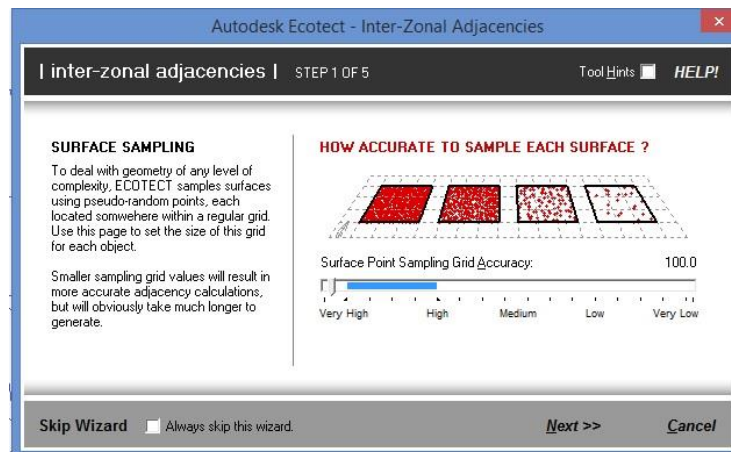 Autodesk Ecotect - Inter-Zonal Adjacencies
| inter-zonal adjacencies | STEP 1 OF 5 Tool Hints HELP!
SURFACE SAMPLING
To deal with geometry of any level of
complexity, ECOTECT samples surfaces
using pseudo-random points, each
located somwehere within a regular grid.
Use this page to set the size of this grid
for each object.
Smaller sampling grid values will result in
more accurate adjacency calculations,
but will obviously take much longer to
generate.
HOW ACCURATE TO SAMPLE EACH SURFACE ?
Surface Point Sampling Grid Accuracy: 100.0
Very High High Medium Low Very Low
Skip Wizard Always skip this wizard. Next >> Cancel